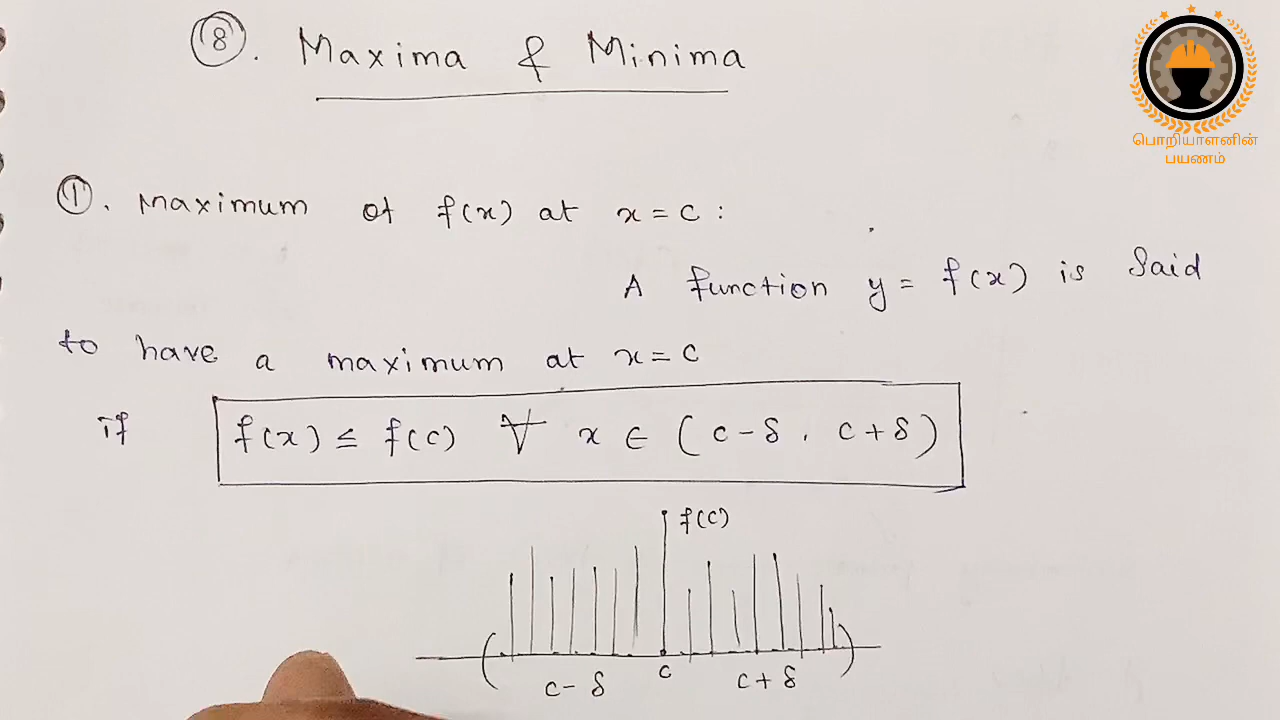 ⑧. Maxima & Minima
பொறியாளனின்
பயணம்
①. Maximum of f(x) at x = c :
A function y = f(x) is said
to have a maximum at x = c
if f(x) ≤ f(c) ∀ x ∈ (c-δ, c+δ)
f(c)
c-δ c c+δ